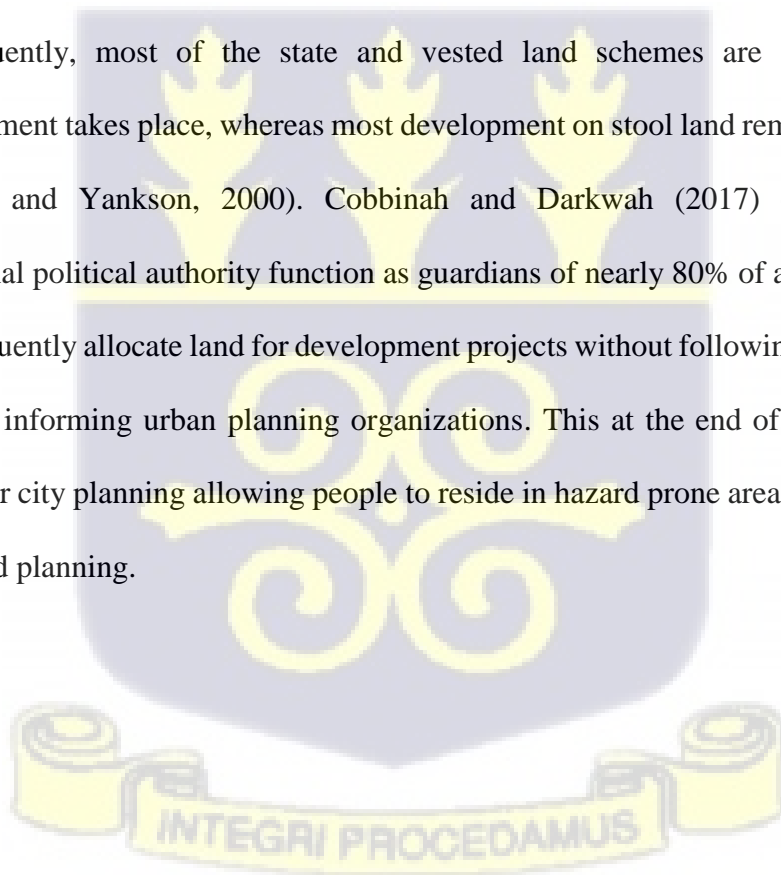 uently, most of the state and vested land schemes are
ment takes place, whereas most development on stool land rem
and Yankson, 2000). Cobbinah and Darkwah (2017)
nal political authority function as guardians of nearly 80% of a
quently allocate land for development projects without followin
informing urban planning organizations. This at the end of
r city planning allowing people to reside in hazard prone area
d planning.
INTEGRI PROCEDAMUS